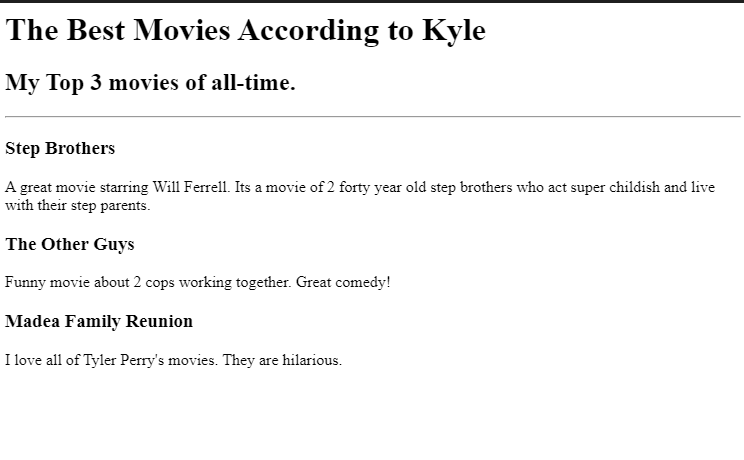 The Best Movies According to Kyle
My Top 3 movies of all-time.
Step Brothers
A great movie starring Will Ferrell. Its a movie of 2 forty year old step brothers who act super childish and live
with their step parents.
The Other Guys
Funny movie about 2 cops working together. Great comedy!
Madea Family Reunion
I love all of Tyler Perry's movies. They are hilarious.